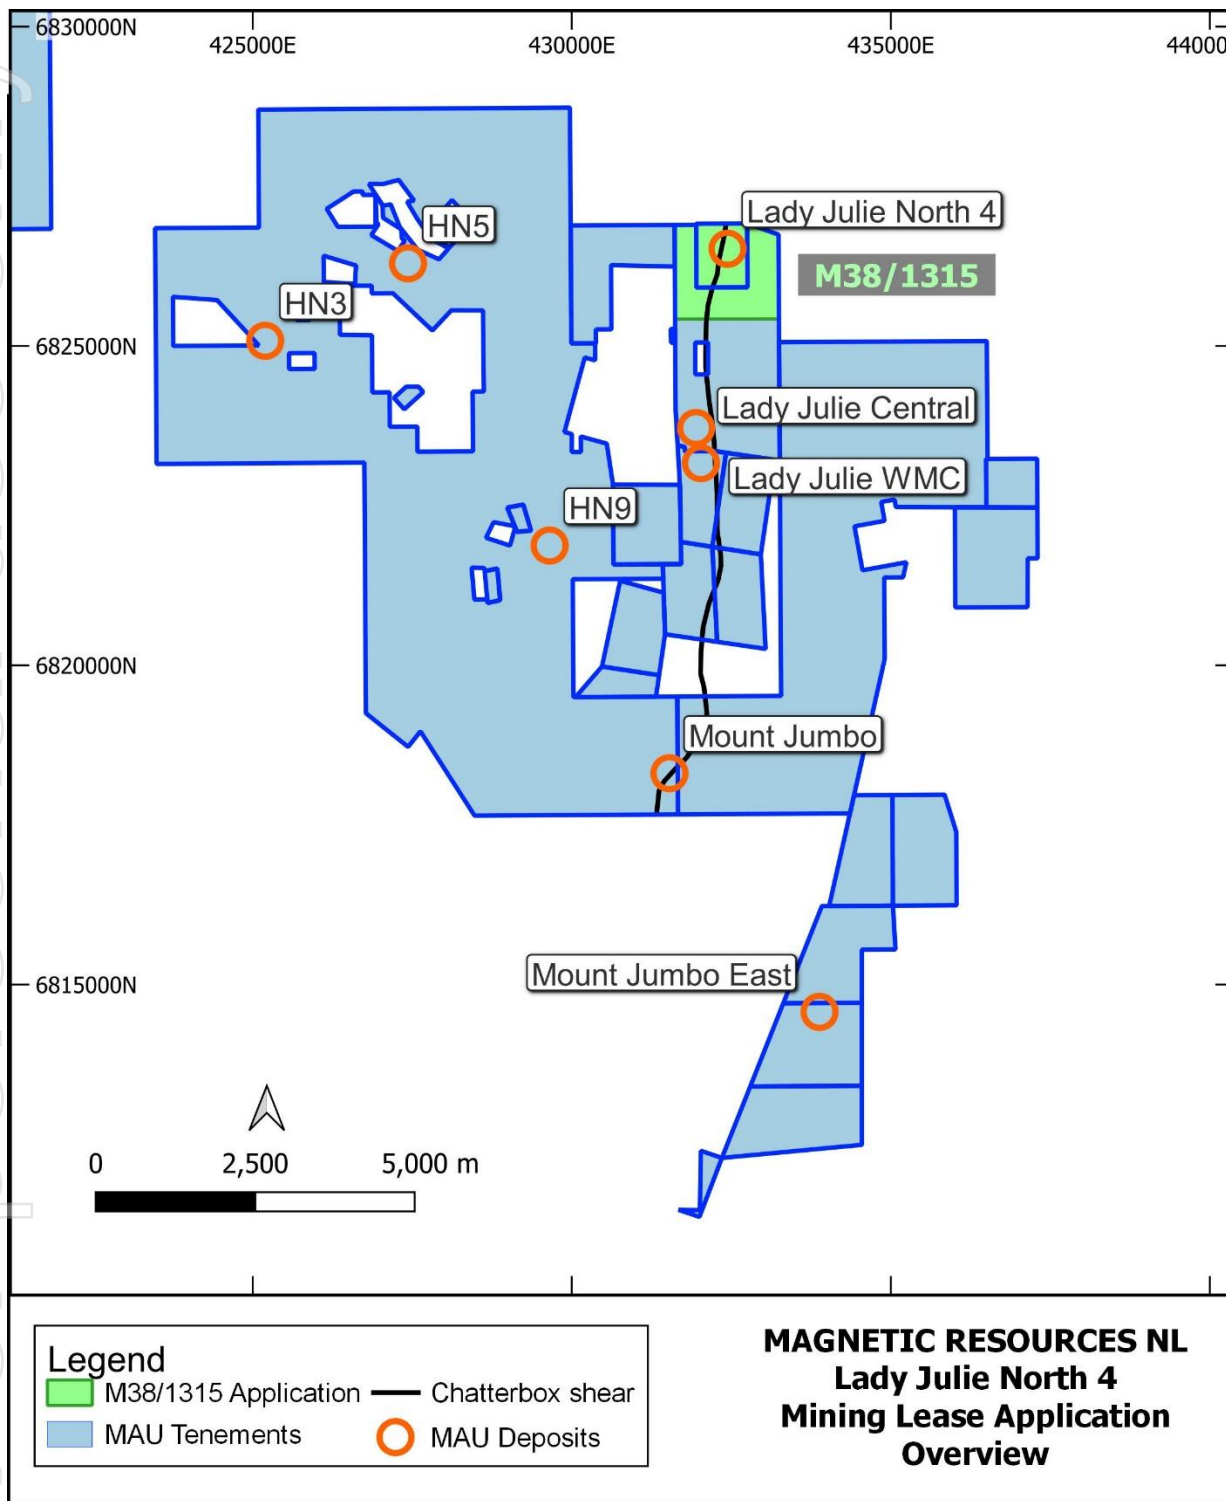 6830000N
425000E
430000E
435000E
44000
Lady Julie North 4
HN5
M38/1315
HN3
6825000N
Lady Julie Central
Lady Julie WMC
HN9
6820000N
Mount Jumbo
Mount Jumbo East
6815000N
0 2,500 5,000 m
Legend
M38/1315 Application
Chatterbox shear
MAU Tenements
MAU Deposits
MAGNETIC RESOURCES NL
Lady Julie North 4
Mining Lease Application
Overview